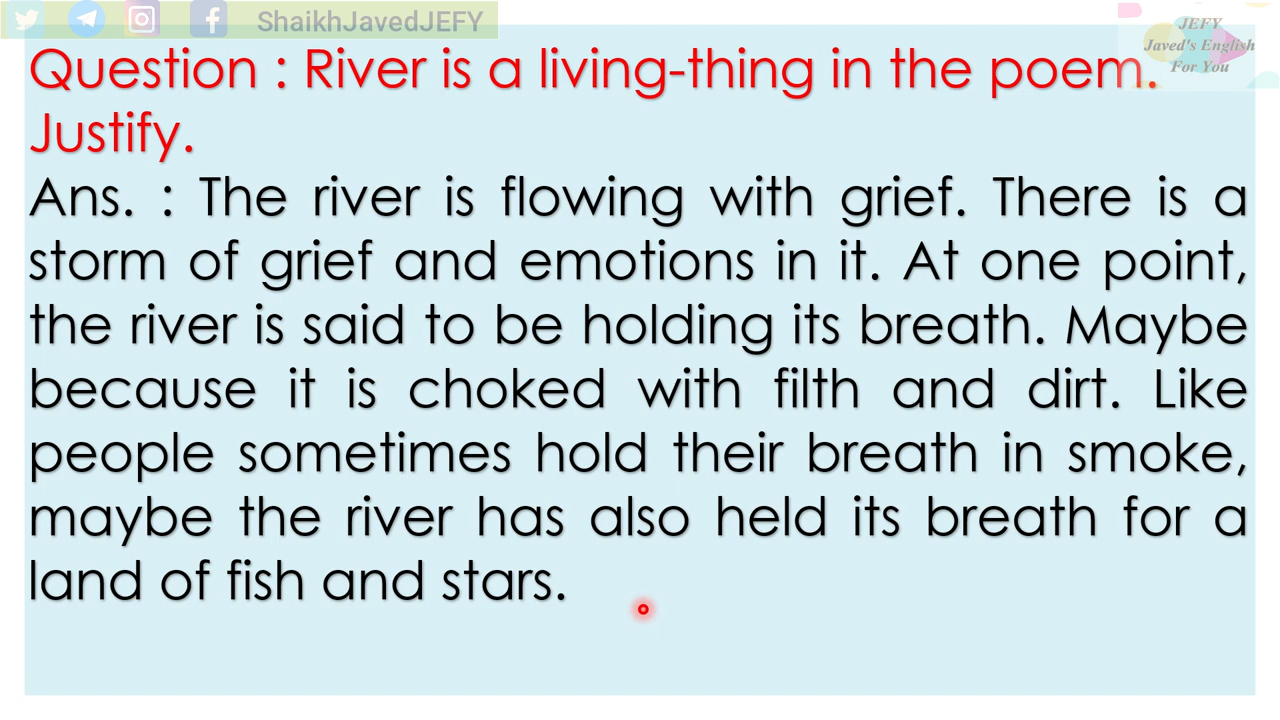 ShaikhJavedJEFY
JEFY
Javed's English
For You
Question : River is a living-thing in the poem.
Justify.
Ans. : The river is flowing with grief. There is a
storm of grief and emotions in it. At one point,
the river is said to be holding its breath. Maybe
because it is choked with filth and dirt. Like
people sometimes hold their breath in smoke,
maybe the river has also held its breath for a
land of fish and stars.